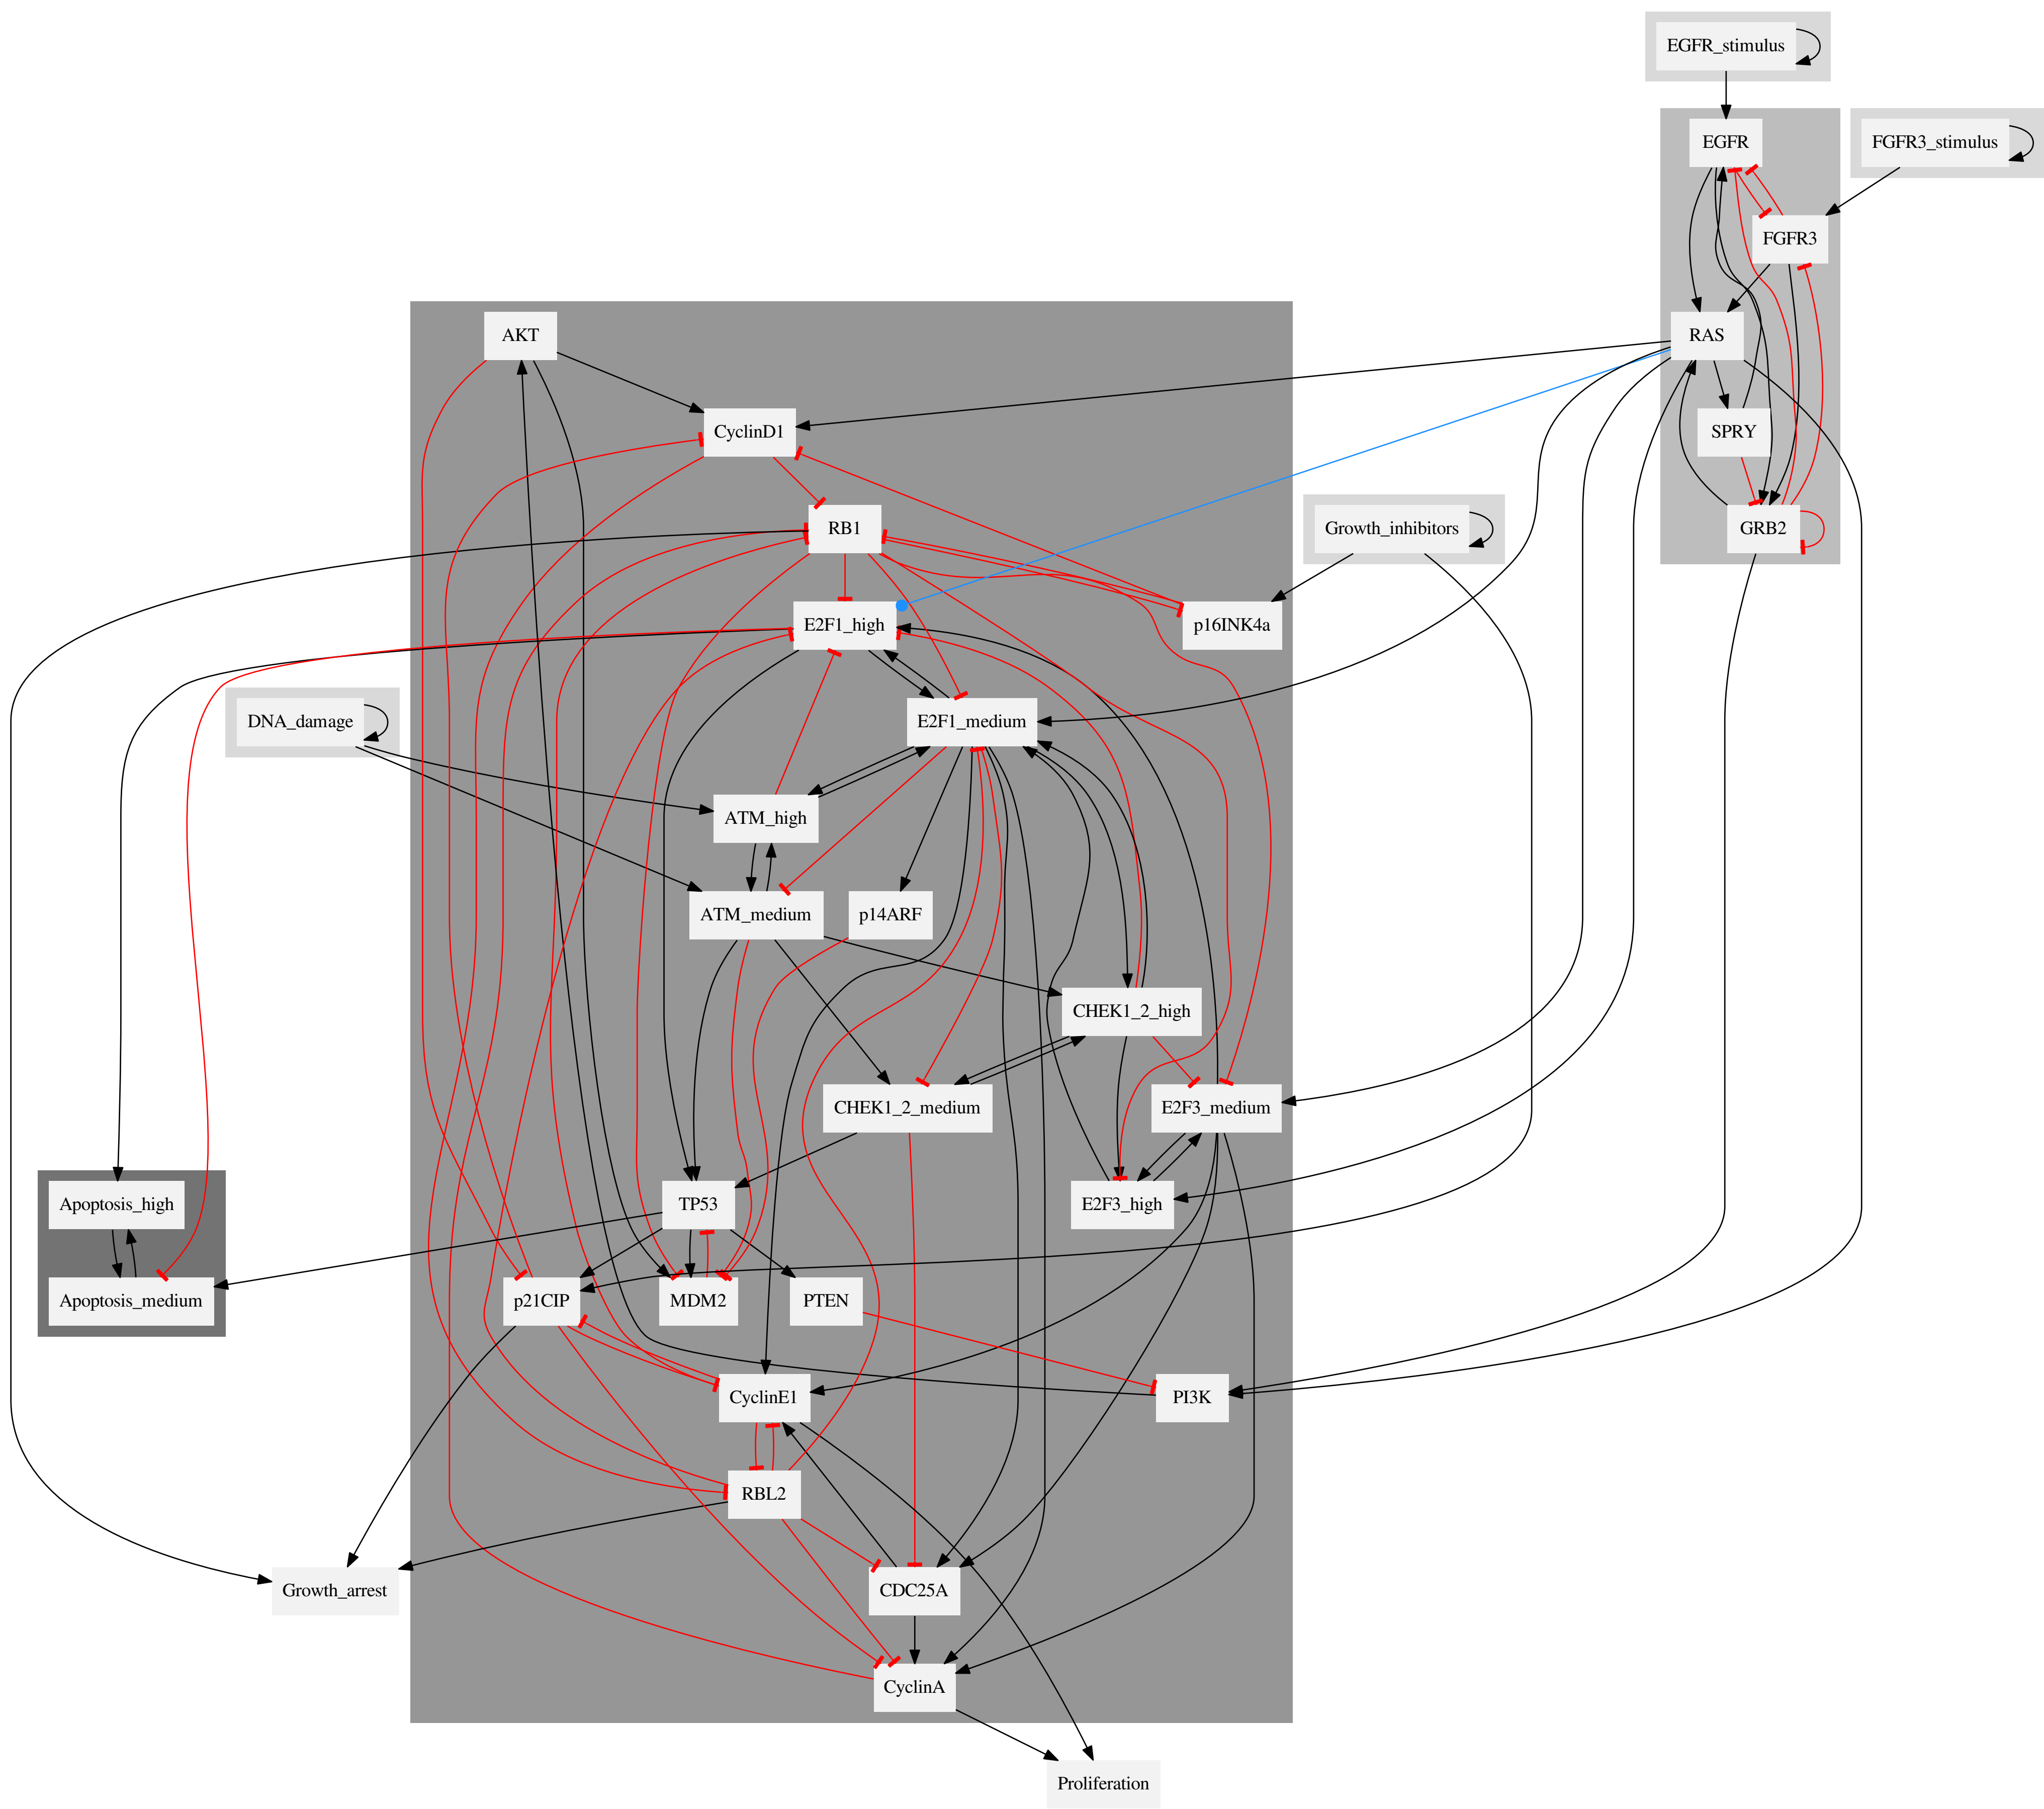 EGFR_stimulus
EGFR
FGFR3_stimulus
FGFR3
AKT
RAS
CyclinD1
SPRY
RB1
Growth_inhibitors
GRB2
E2F1_high
p16INK4a
DNA_damage
E2F1_medium
ATM_high
ATM_medium
p14ARF
CHEK1_2_high
CHEK1_2_medium
E2F3_medium
Apoptosis_high
TP53
E2F3_high
Apoptosis_medium
p21CIP
MDM2
PTEN
CyclinE1
PI3K
RBL2
Growth_arrest
CDC25A
CyclinA
Proliferation